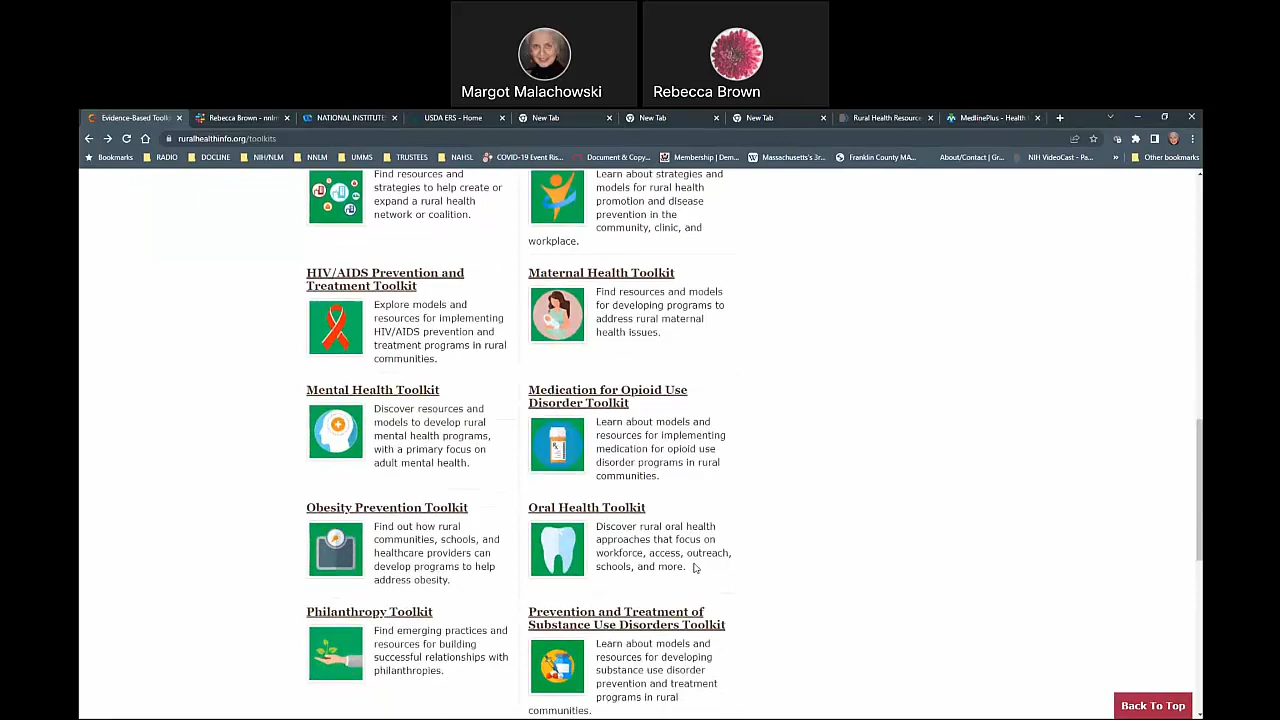 Margot Malachowski
Rebecca Brown
Evidence-Based Toolk
Rebecca Brown - nnlm
NATIONAL INSTITUTE
USDA ERS - Home
New Tab
New Tab
New Tab
Rural Health Resourc
MedlinePlus - Health
ruralhealthinfo.org/toolkits
Bookmarks
RADIO
DOCLINE
NIH/NLM
NNLM
UMMS
TRUSTEES
NAHSL
COVID-19 Event Ris...
Document & Copy...
Membership | Dem...
Massachusetts's 3r...
Franklin County MA...
About/Contact | Gr...
NIH VideoCast - Pa...
Other bookmarks
Find resources and
strategies to help create or
expand a rural health
network or coalition.
Learn about strategies and
models for rural health
promotion and disease
prevention in the
community, clinic, and
workplace.
HIV/AIDS Prevention and
Treatment Toolkit
Explore models and
resources for implementing
HIV/AIDS prevention and
treatment programs in rural
communities.
Maternal Health Toolkit
Find resources and models
for developing programs to
address rural maternal
health issues.
Mental Health Toolkit
Discover resources and
models to develop rural
mental health programs,
with a primary focus on
adult mental health.
Medication for Opioid Use
Disorder Toolkit
Learn about models and
resources for implementing
medication for opioid use
disorder programs in rural
communities.
Obesity Prevention Toolkit
Find out how rural
communities, schools, and
healthcare providers can
develop programs to help
address obesity.
Oral Health Toolkit
Discover rural oral health
approaches that focus on
workforce, access, outreach,
schools, and more.
Philanthropy Toolkit
Find emerging practices and
resources for building
successful relationships with
philanthropies.
Prevention and Treatment of
Substance Use Disorders Toolkit
Learn about models and
resources for developing
substance use disorder
prevention and treatment
programs in rural
communities.
Back To Top